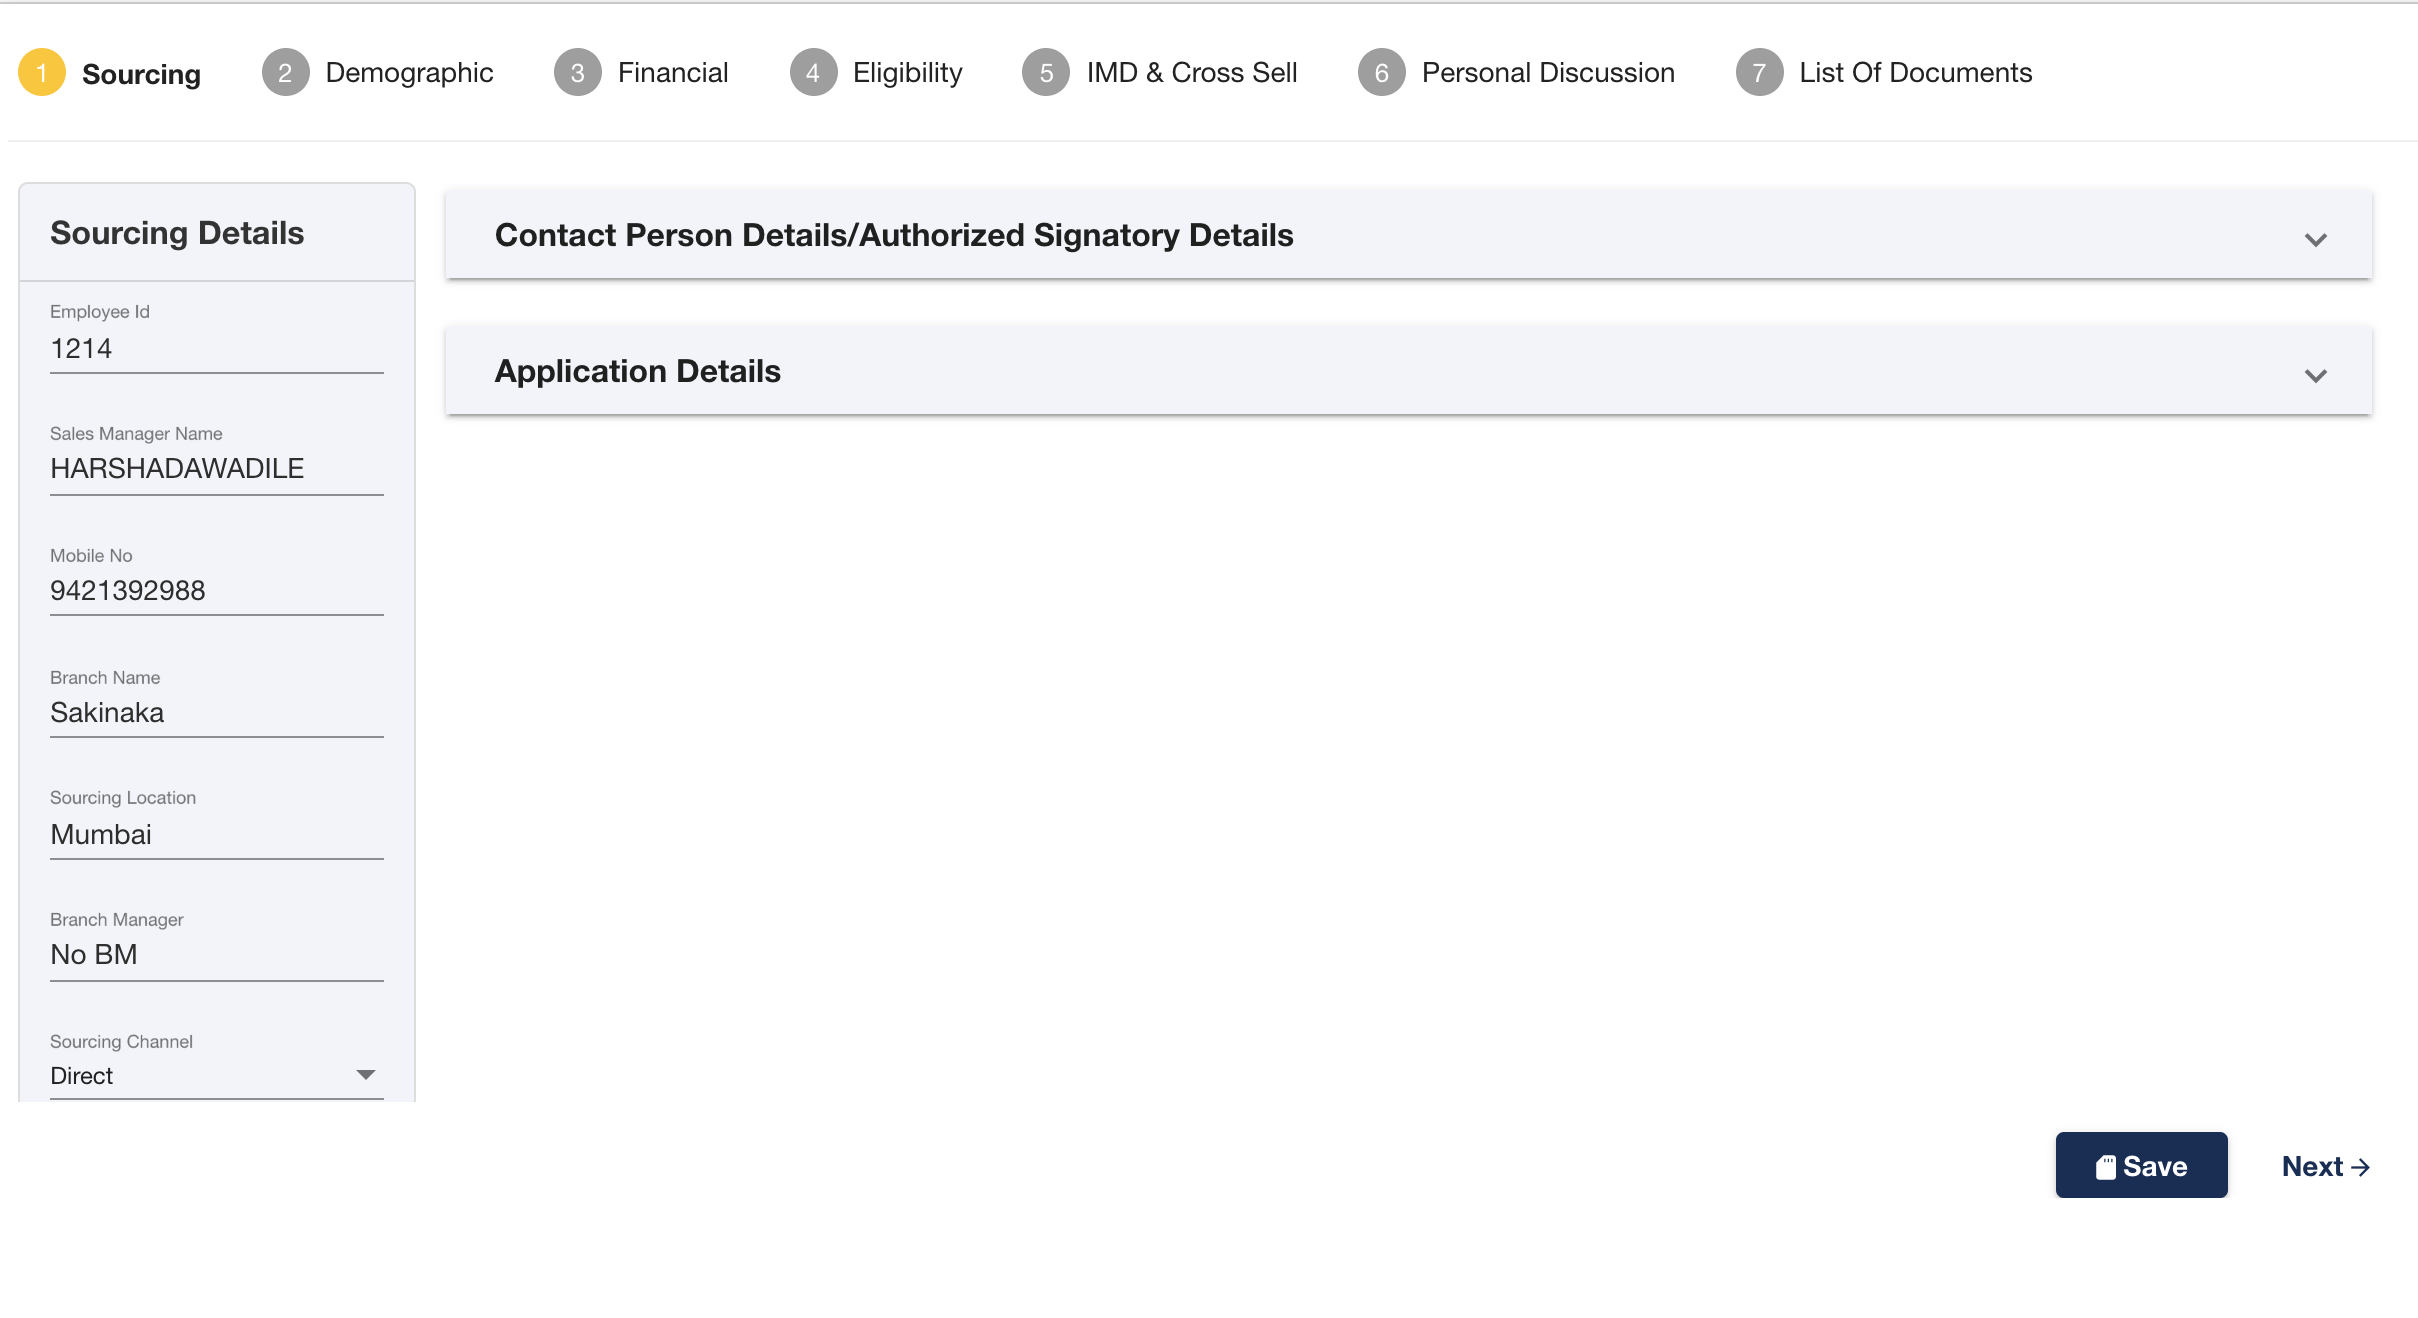 1 Sourcing 2 Demographic 3 Financial 4 Eligibility 5 IMD & Cross Sell 6 Personal Discussion 7 List Of Documents
Sourcing Details
Employee Id
1214
Sales Manager Name
HARSHADAWADILE
Mobile No
9421392988
Branch Name
Sakinaka
Sourcing Location
Mumbai
Branch Manager
No BM
Sourcing Channel
Direct
Contact Person Details/Authorized Signatory Details
Application Details
Save Next